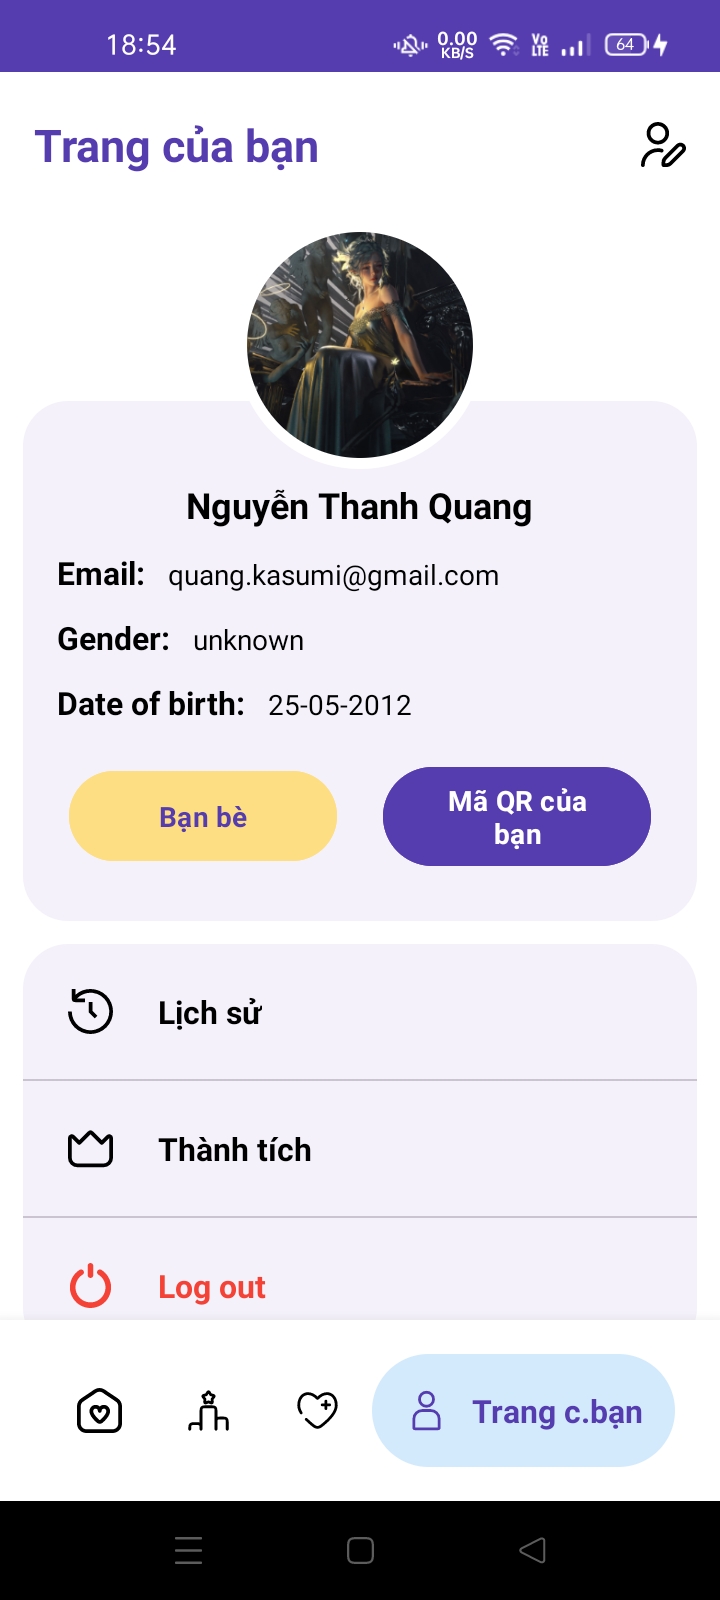 18:54
0.00
KB/S
Vo
LTE
64
Trang của bạn
Nguyễn Thanh Quang
Email: quang.kasumi@gmail.com
Gender: unknown
Date of birth: 25-05-2012
Bạn bè
Mã QR của
bạn
Lịch sử
Thành tích
Log out
Trang c.bạn